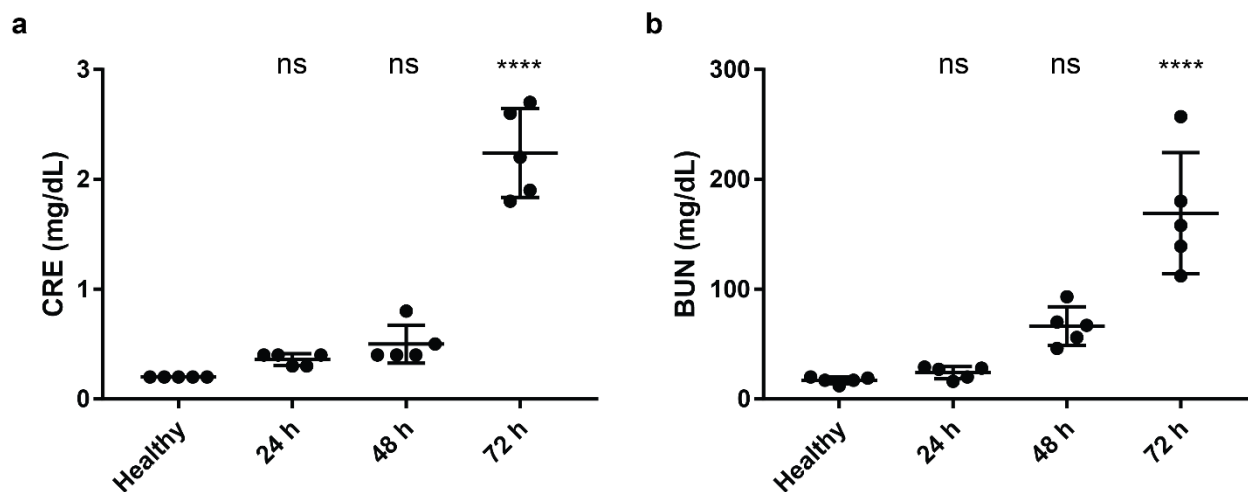 a
ns ns ****
CRE (mg/dL)
3
2
1
0
Healthy
24 h
48 h
72 h
b
ns ns ****
BUN (mg/dL)
300
200
100
0
Healthy
24 h
48 h
72 h